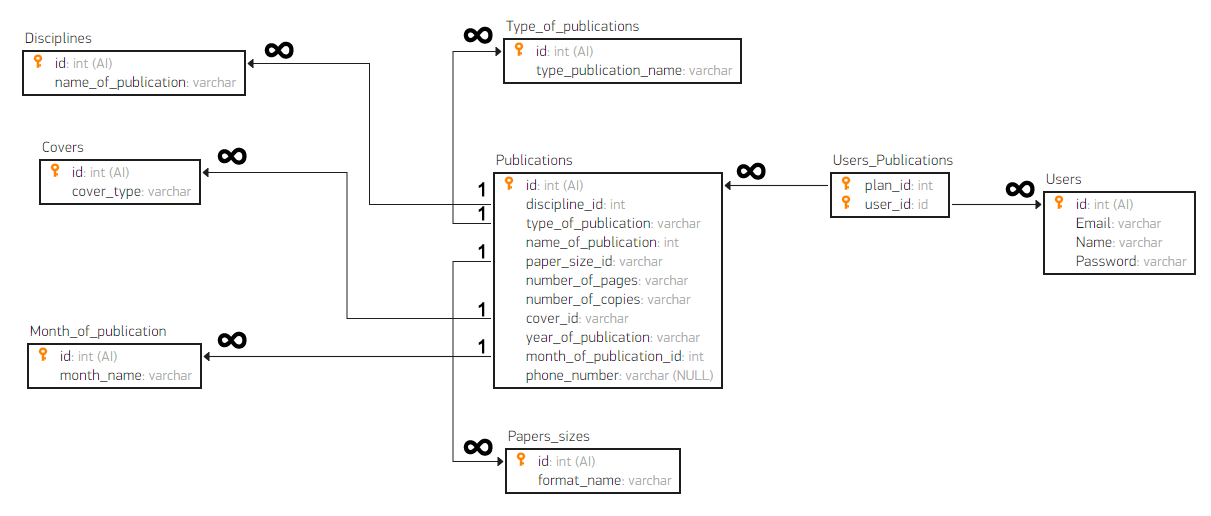 Disciplines
∞
id: int (AI)
name_of_publication: varchar
Type_of_publications
∞
id: int (AI)
type_publication_name: varchar
Covers
∞
id: int (AI)
cover_type: varchar
Publications
1
id: int (AI)
discipline_id: int
1
type_of_publication: varchar
name_of_publication: int
1
paper_size_id: varchar
number_of_pages: varchar
number_of_copies: varchar
1
cover_id: varchar
year_of_publication: varchar
1
month_of_publication_id: int
phone_number: varchar (NULL)
Users_Publications
∞
plan_id: int
user_id: id
∞
Users
id: int (AI)
Email: varchar
Name: varchar
Password: varchar
Month_of_publication
∞
id: int (AI)
month_name: varchar
Papers_sizes
∞
id: int (AI)
format_name: varchar